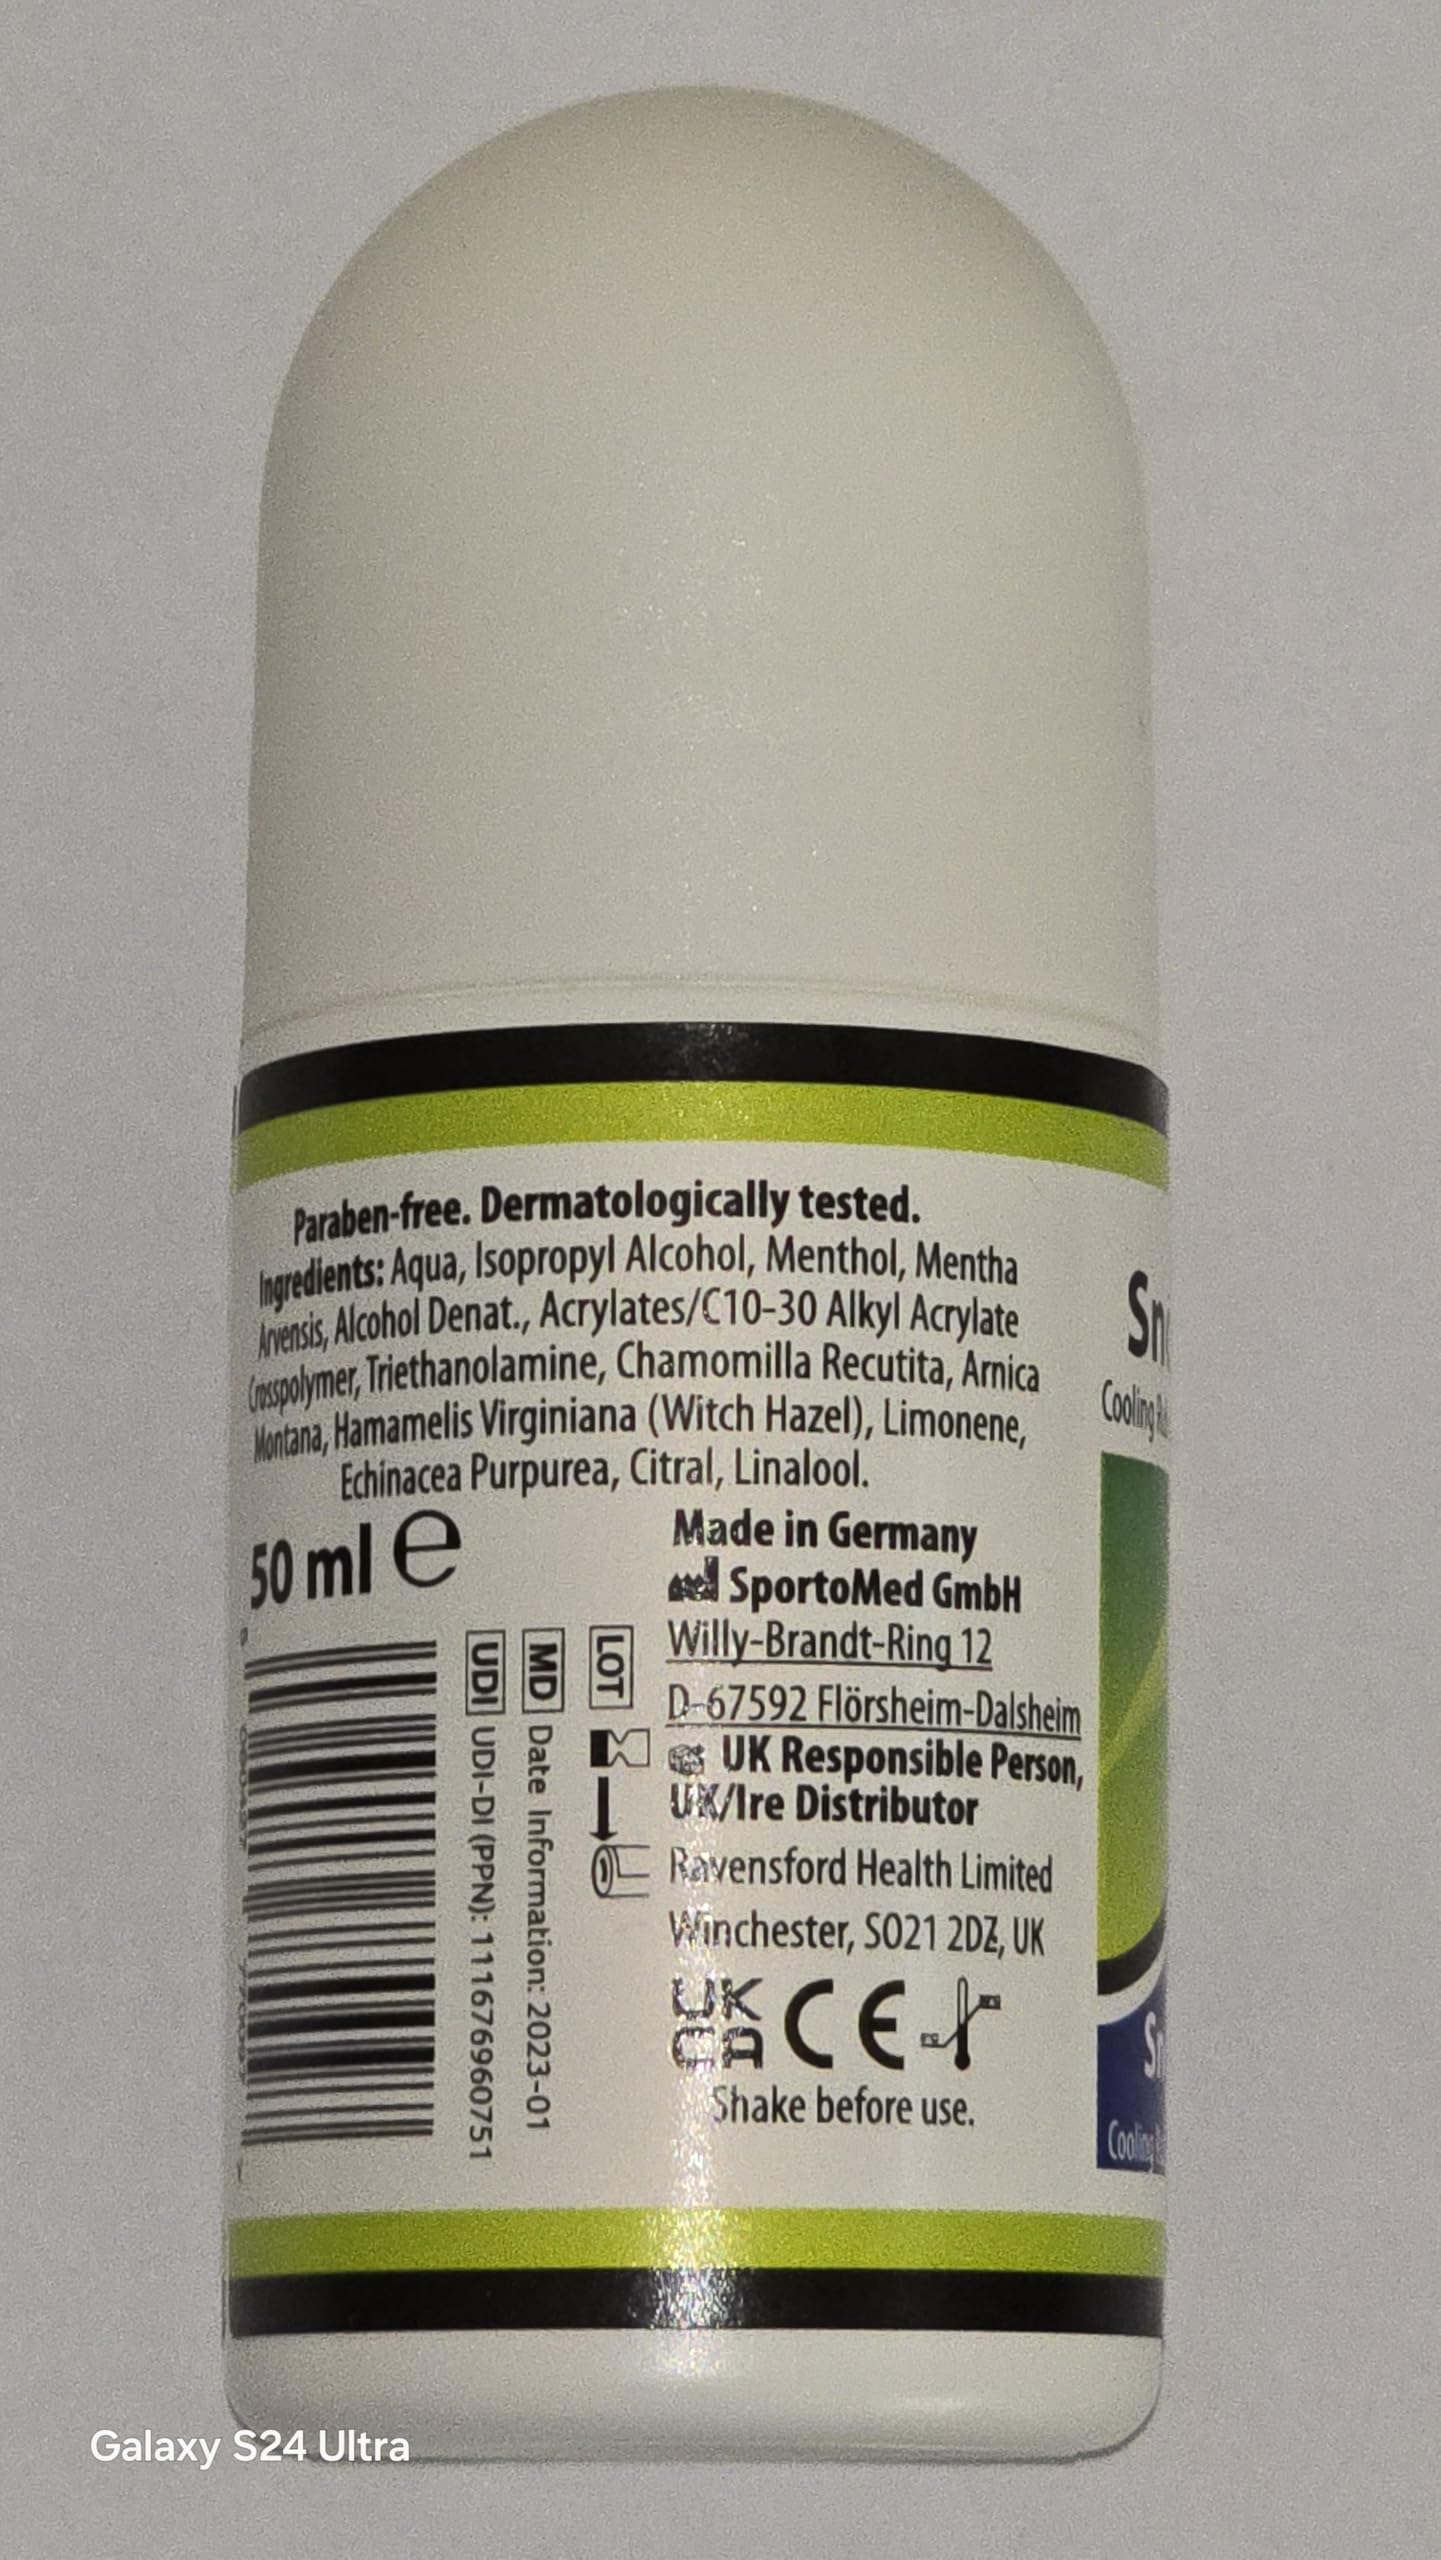 Paraben-free. Dermatologically tested.
Ingredients: Aqua, Isopropyl Alcohol, Menthol, Mentha
Arvensis, Alcohol Denat., Acrylates/C10-30 Alkyl Acrylate
Crosspolymer, Triethanolamine, Chamomilla Recutita, Arnica
Montana, Hamamelis Virginiana (Witch Hazel), Limonene,
Echinacea Purpurea, Citral, Linalool.
50 ml e
Made in Germany
SportoMed GmbH
Willy-Brandt-Ring 12
D-67592 Flörsheim-Dalsheim
UK Responsible Person,
UK/Ire Distributor
Ravensford Health Limited
Winchester, SO21 2DZ, UK
UK
CA CE
Shake before use.
LOT
MD Date Information: 2023-01
UDI UDI-DI (PPN): 111676960751
Cooling
Galaxy S24 Ultra